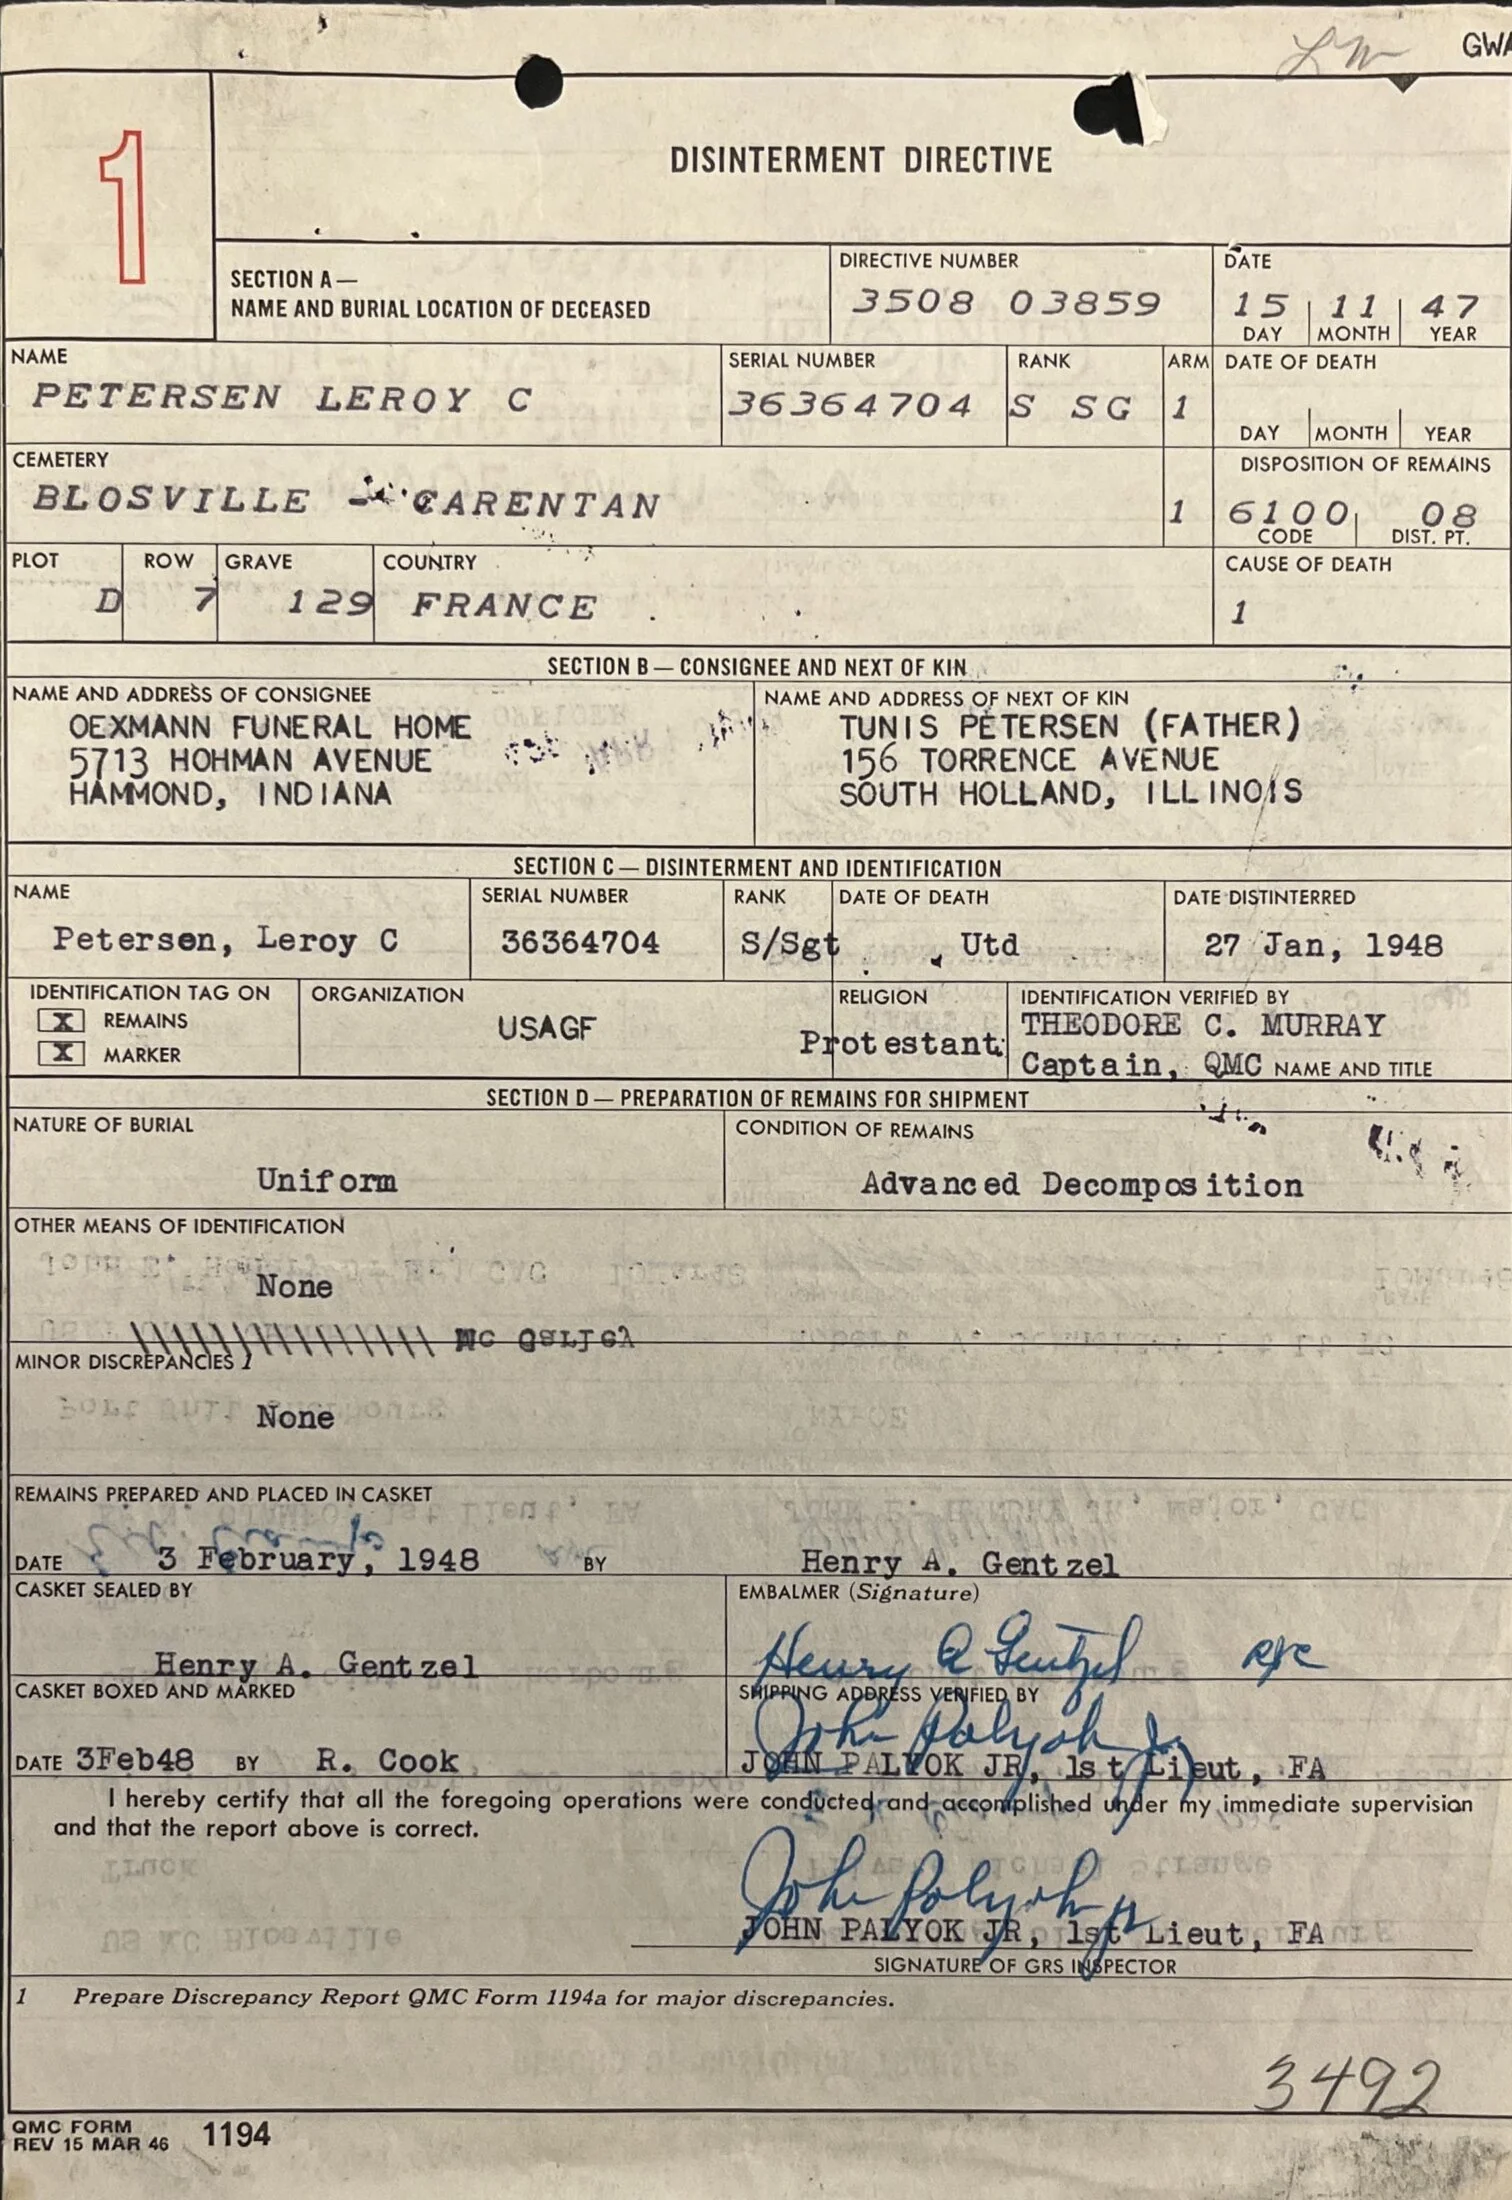 GWA
1
DISINTERMENT DIRECTIVE
SECTION A—
NAME AND BURIAL LOCATION OF DECEASED
DIRECTIVE NUMBER
3508 03859
DATE
15 11 47
DAY MONTH YEAR
NAME
PETERSEN LEROY C
SERIAL NUMBER
36364704
RANK
S SG
ARM
1
DATE OF DEATH
DAY MONTH YEAR
CEMETERY
BLOSVILLE - CARENTAN
1
DISPOSITION OF REMAINS
6100 08
CODE DIST. PT.
PLOT
D
ROW
7
GRAVE
129
COUNTRY
FRANCE
CAUSE OF DEATH
1
SECTION B — CONSIGNEE AND NEXT OF KIN
NAME AND ADDRESS OF CONSIGNEE
OEXMANN FUNERAL HOME
5713 HOHMAN AVENUE
HAMMOND, INDIANA
NAME AND ADDRESS OF NEXT OF KIN
TUNIS PETERSEN (FATHER)
156 TORRENCE AVENUE
SOUTH HOLLAND, ILLINOIS
SECTION C — DISINTERMENT AND IDENTIFICATION
NAME
Petersen, Leroy C
SERIAL NUMBER
36364704
RANK
S/Sgt
DATE OF DEATH
Utd
DATE DISTINTERRED
27 Jan, 1948
IDENTIFICATION TAG ON
X REMAINS
X MARKER
ORGANIZATION
USAGF
RELIGION
Protestant
IDENTIFICATION VERIFIED BY
THEODORE C. MURRAY
Captain, QMC NAME AND TITLE
SECTION D — PREPARATION OF REMAINS FOR SHIPMENT
NATURE OF BURIAL
Uniform
CONDITION OF REMAINS
Advanced Decomposition
OTHER MEANS OF IDENTIFICATION
None
MINOR DISCREPANCIES 1
None
REMAINS PREPARED AND PLACED IN CASKET
DATE 3 February, 1948 BY Henry A. Gentzel
CASKET SEALED BY
Henry A. Gentzel
EMBALMER (Signature)
Henry A Gentzel
CASKET BOXED AND MARKED
DATE 3Feb48 BY R. Cook
SHIPPING ADDRESS VERIFIED BY
John Palyok Jr
JOHN PALYOK JR, 1st Lieut, FA
I hereby certify that all the foregoing operations were conducted and accomplished under my immediate supervision
and that the report above is correct.
John Palyok jr
JOHN PALYOK JR, 1st Lieut, FA
SIGNATURE OF GRS INSPECTOR
1 Prepare Discrepancy Report QMC Form 1194a for major discrepancies.
3492
QMC FORM
REV 15 MAR 46 1194